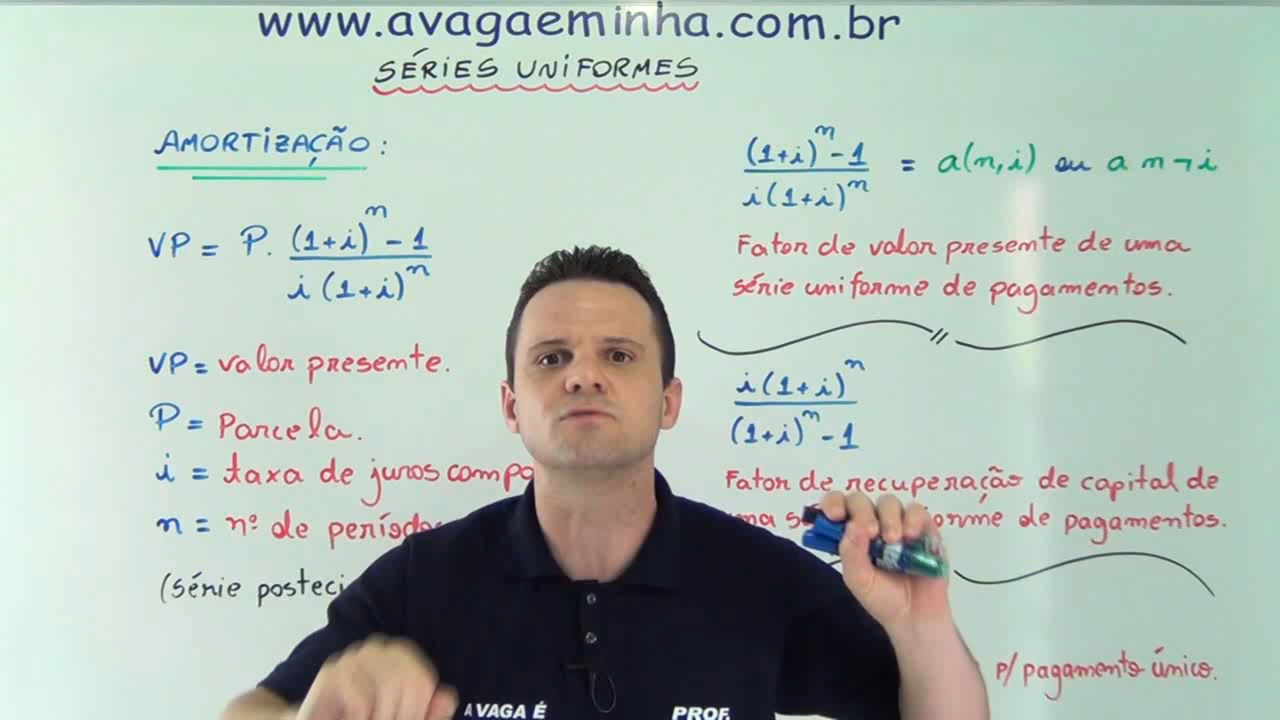 www.avagaeminha.com.br
SÉRIES UNIFORMES
AMORTIZAÇÃO:
VP = P. (1+i)^n - 1
i (1+i)^n
VP = valor presente.
P = Parcela.
i = taxa de juros compo
n = nº de período
(série posteci
(1+i)^n - 1 = a(n,i) ou a n¬i
i(1+i)^n
Fator de valor presente de uma
série uniforme de pagamentos.
i(1+i)^n
(1+i)^n - 1
Fator de recuperação de capital de
ma sé orme de pagamentos.
p/ pagamento único.
A VAGA É PROF.